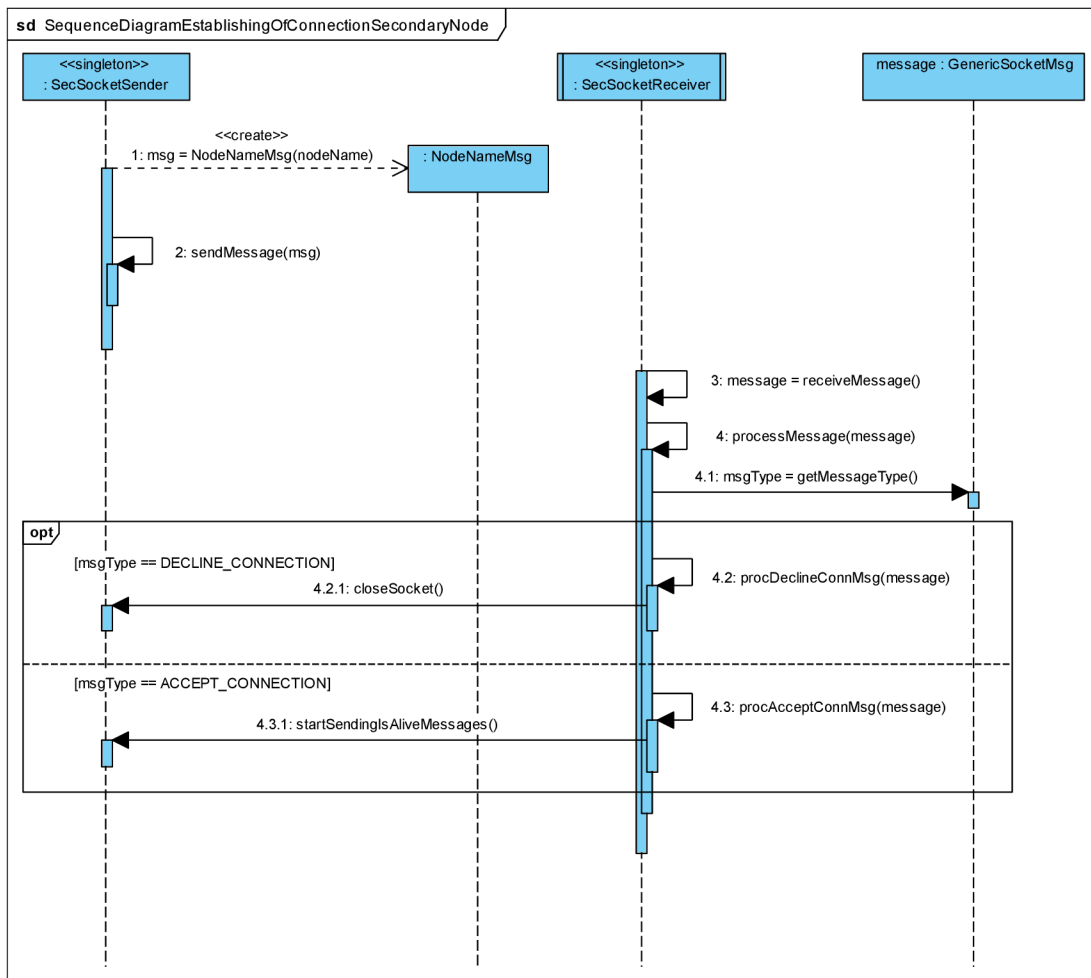 sd SequenceDiagramEstablishingOfConnectionSecondaryNode
<<singleton>>
: SecSocketSender
<<singleton>>
: SecSocketReceiver
message : GenericSocketMsg
<<create>>
1: msg = NodeNameMsg(nodeName)
: NodeNameMsg
2: sendMessage(msg)
3: message = receiveMessage()
4: processMessage(message)
4.1: msgType = getMessageType()
opt
[msgType == DECLINE_CONNECTION]
4.2: procDeclineConnMsg(message)
4.2.1: closeSocket()
[msgType == ACCEPT_CONNECTION]
4.3: procAcceptConnMsg(message)
4.3.1: startSendingIsAliveMessages()